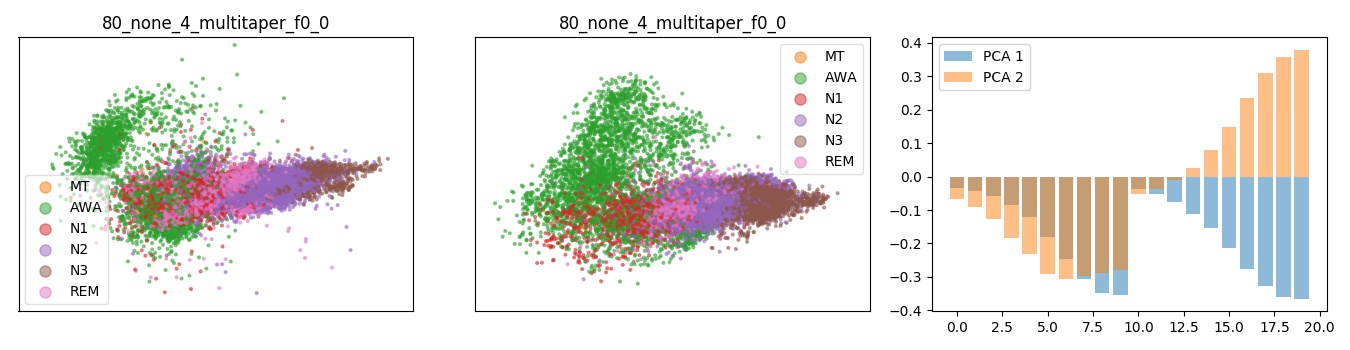 80_none_4_multitaper_f0_0
MT
AWA
N1
N2
N3
REM
80_none_4_multitaper_f0_0
MT
AWA
N1
N2
N3
REM
PCA 1
PCA 2
0.4
0.3
0.2
0.1
0.0
−0.1
−0.2
−0.3
−0.4
0.0 2.5 5.0 7.5 10.0 12.5 15.0 17.5 20.0